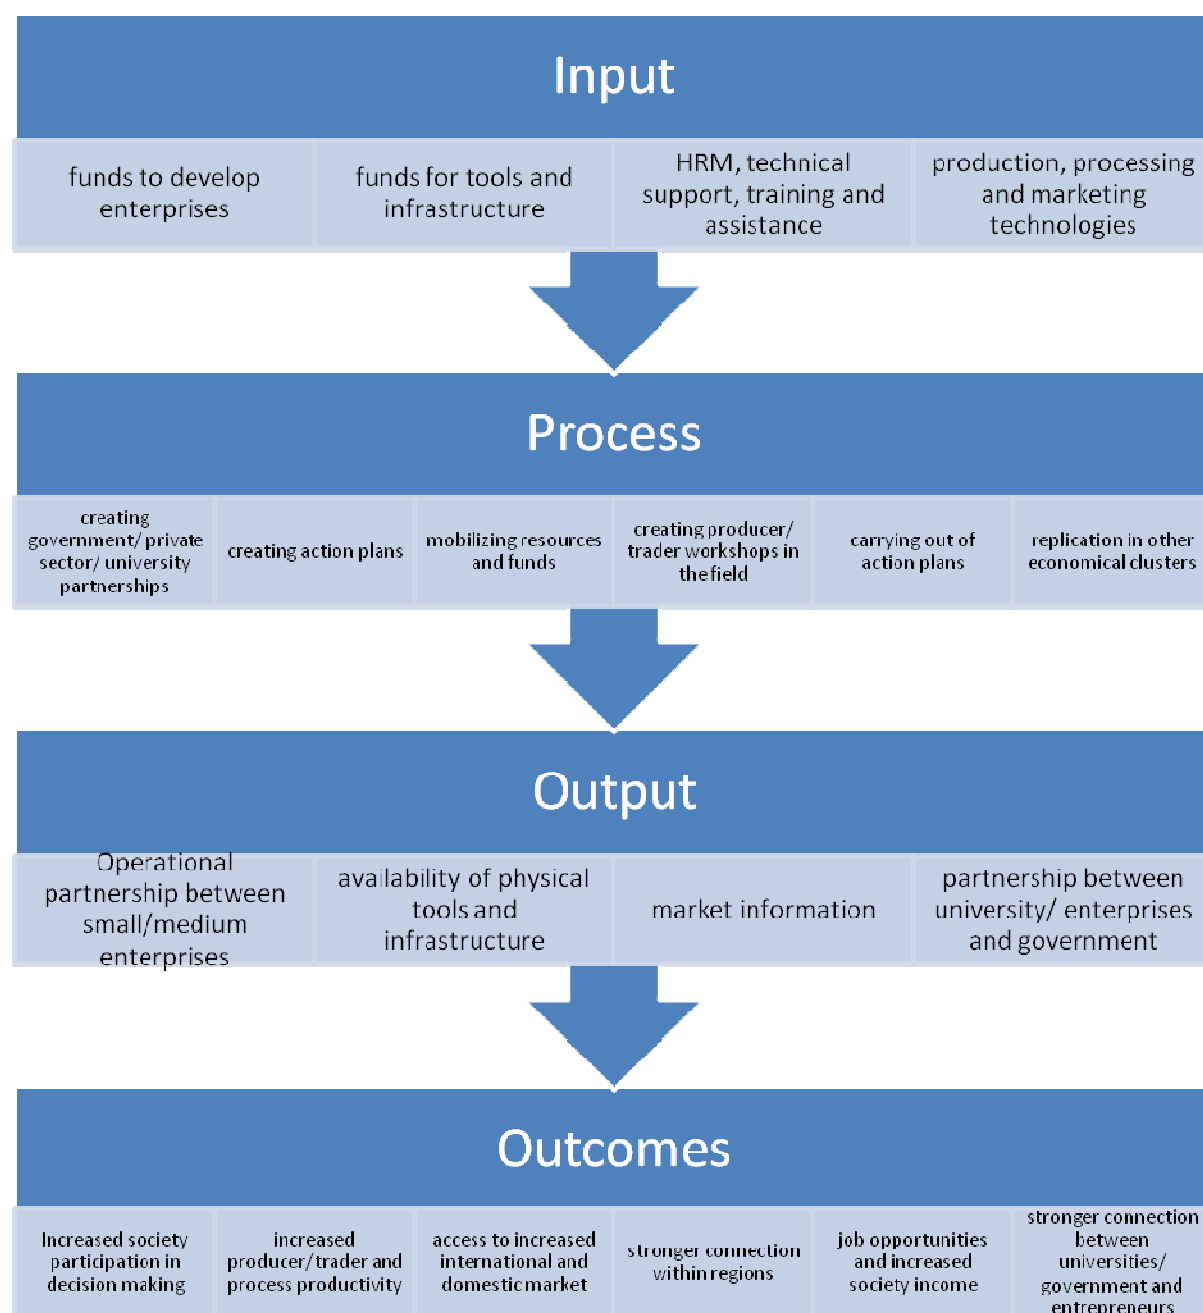 Input
funds to develop
enterprises
funds for tools and
infrastructure
HRM, technical
support, training and
assistance
production, processing
and marketing
technologies
Process
creating
government/ private
sector/ university
partnerships
creating action plans
mobilizing resources
and funds
creating producer/
trader workshops in
the field
carrying out of
action plans
replication in other
economical clusters
Output
Operational
partnership between
small/medium
enterprises
availability of physical
tools and
infrastructure
market information
partnership between
university/ enterprises
and government
Outcomes
Increased society
participation in
decision making
increased
producer/trader and
process productivity
access to increased
international and
domestic market
stronger connection
within regions
job opportunities
and increased
society income
stronger connection
between
universities/
government and
entrepreneurs